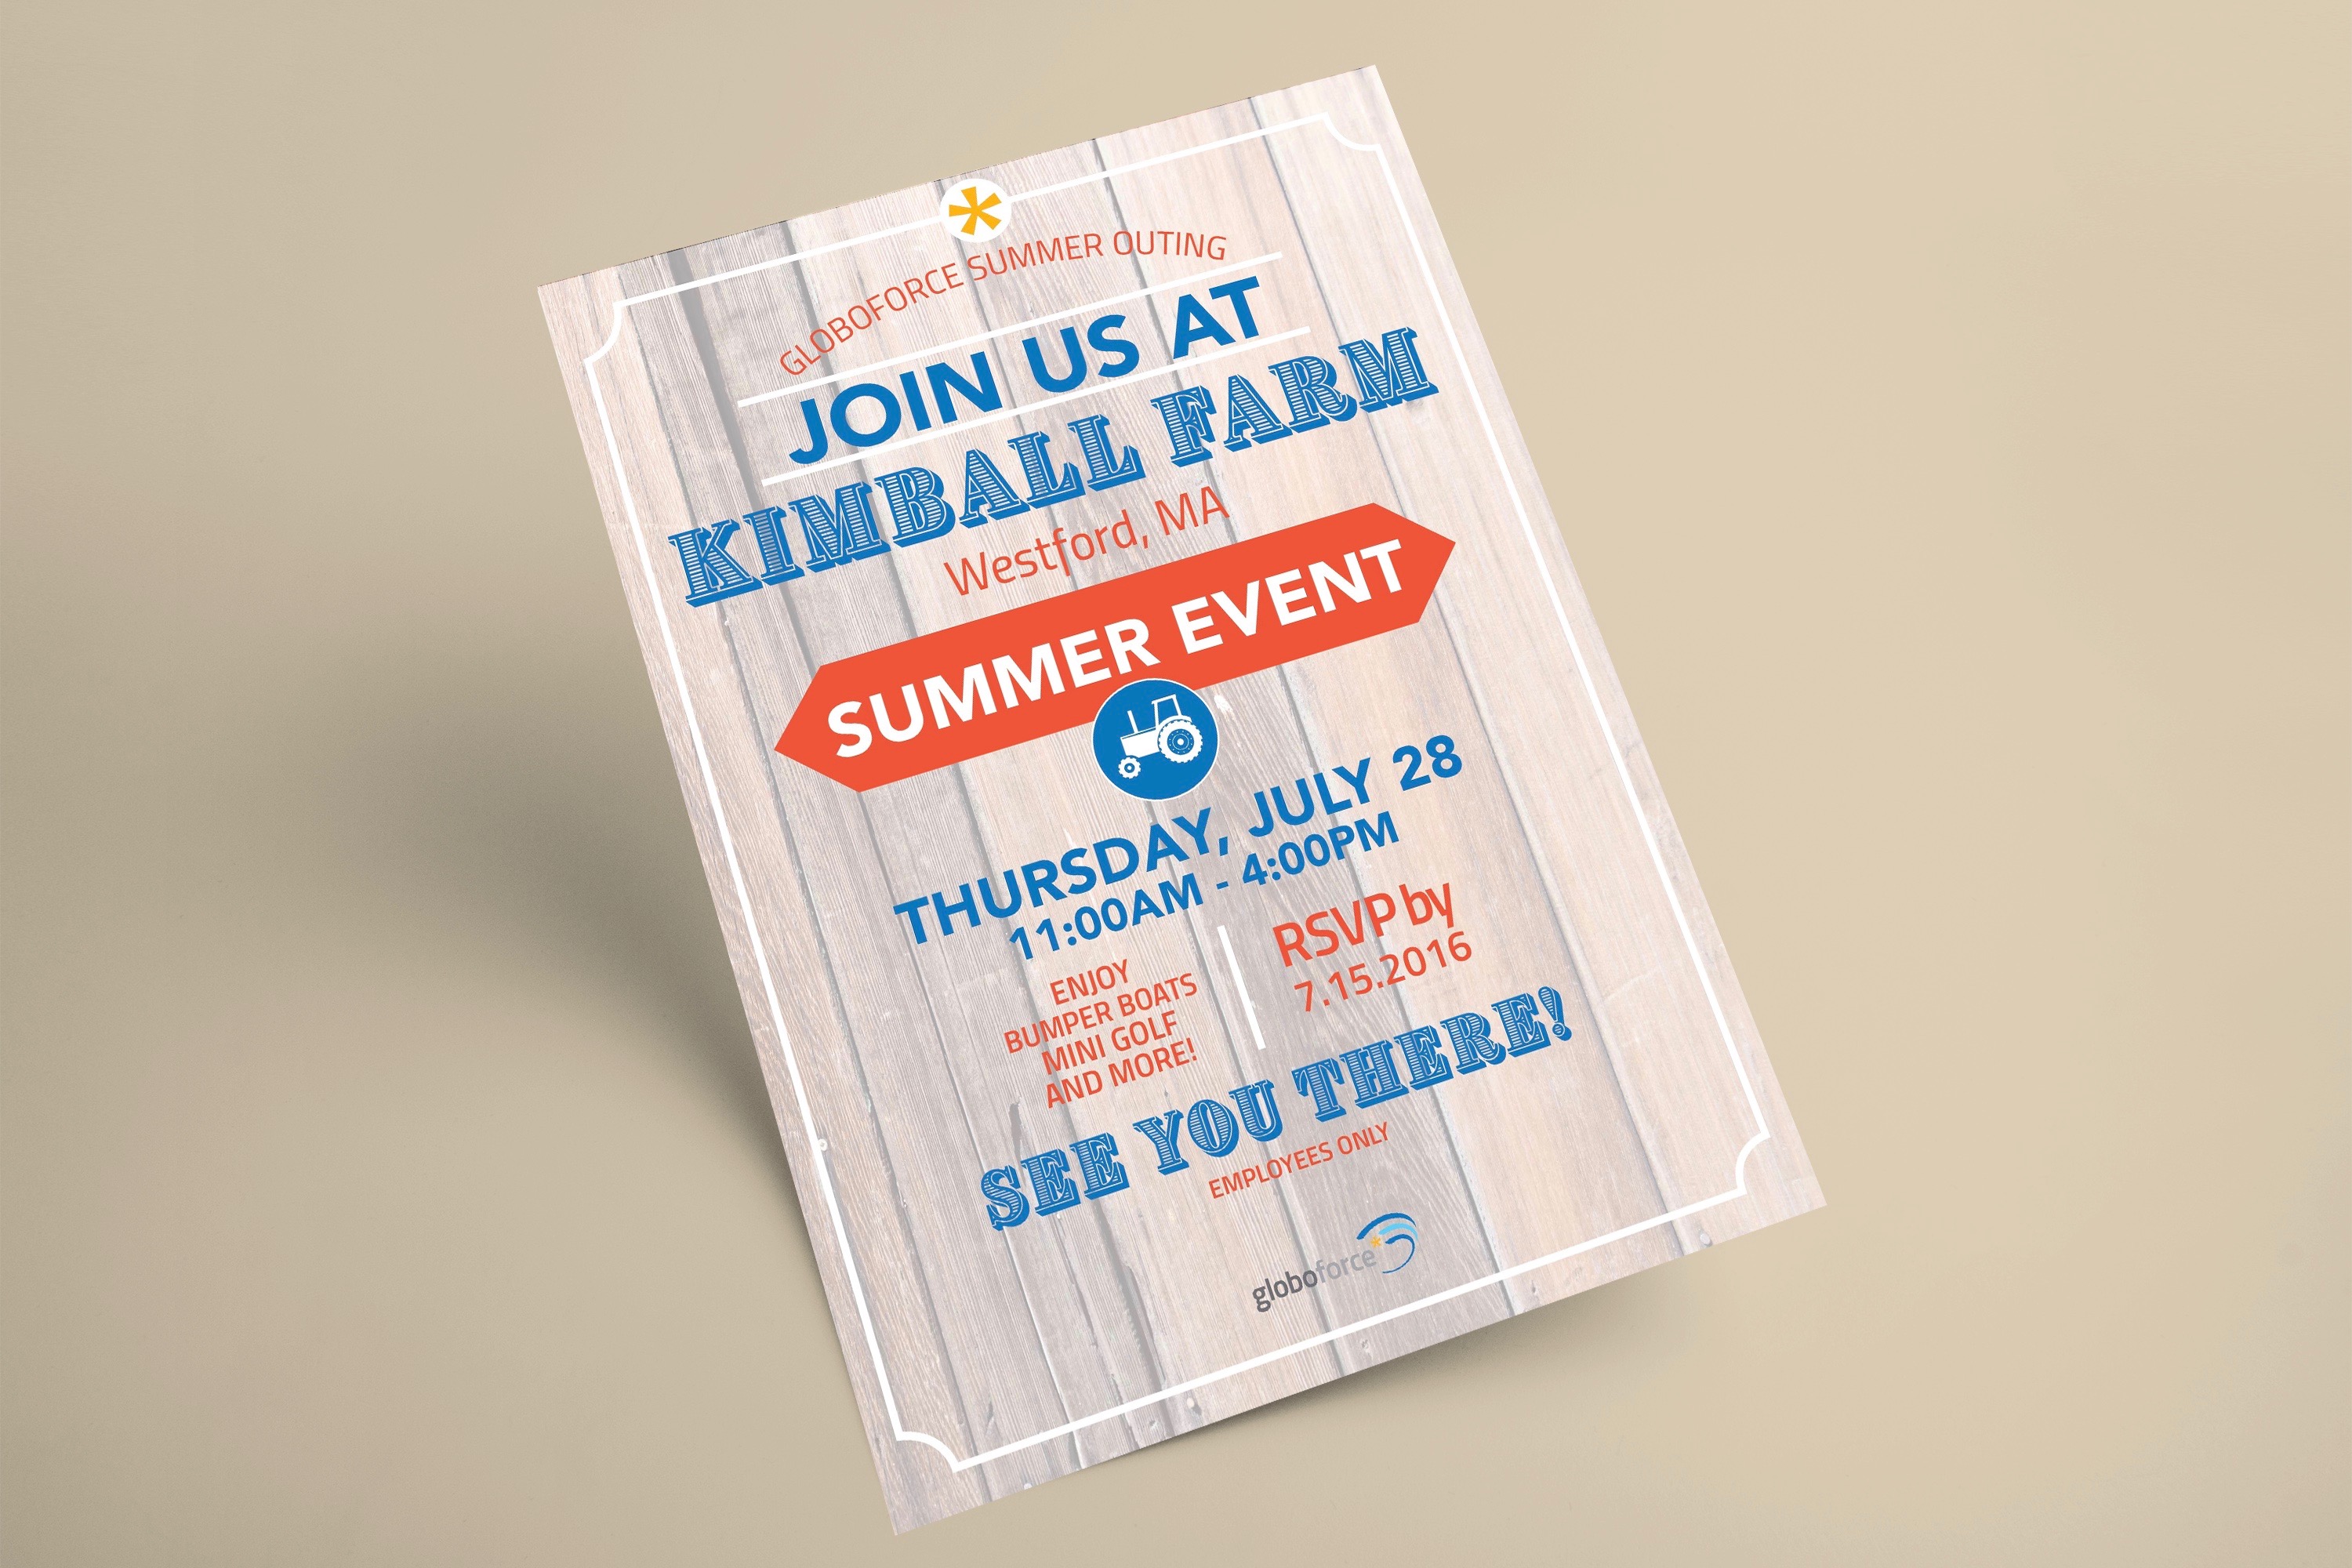 GLOBOFORCE SUMMER OUTING
JOIN US AT
KIMBALL FARM
Westford, MA
SUMMER EVENT
THURSDAY, JULY 28
11:00AM - 4:00PM
ENJOY
BUMPER BOATS
MINI GOLF
AND MORE!
RSVP by
7.15.2016
SEE YOU THERE!
EMPLOYEES ONLY
globoforce